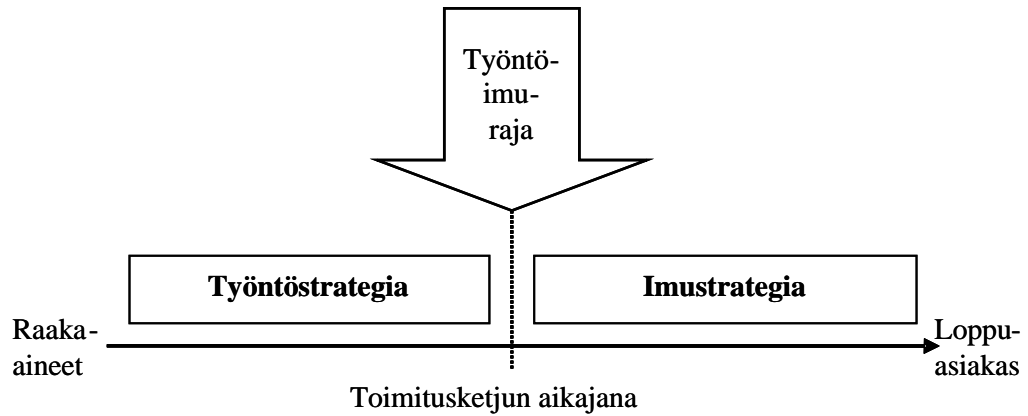 Työntö-
imu-
raja
Työntöstrategia
Imustrategia
Raaka-
aineet
Loppu-
asiakas
Toimitusketjun aikajana